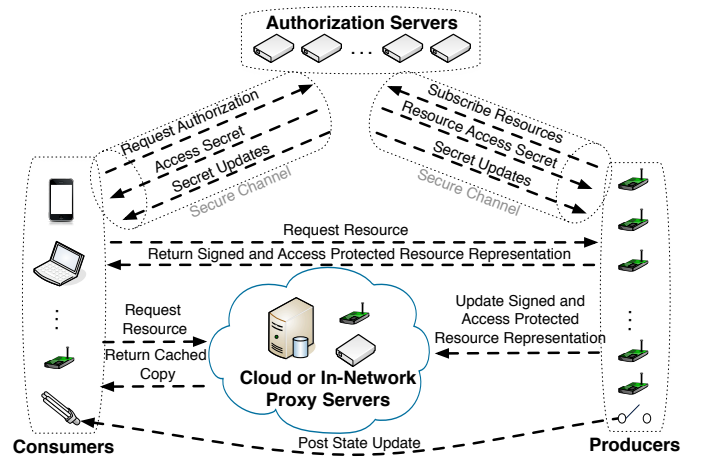 Authorization Servers
Request Authorization
Access Secret
Secret Updates
Secure Channel
Subscribe Resources
Resource Access Secret
Secret Updates
Secure Channel
Request Resource
Return Signed and Access Protected Resource Representation
Request
Resource
Return Cached
Copy
Cloud or In-Network
Proxy Servers
Update Signed and
Access Protected
Resource Representation
Post State Update
Consumers
Producers